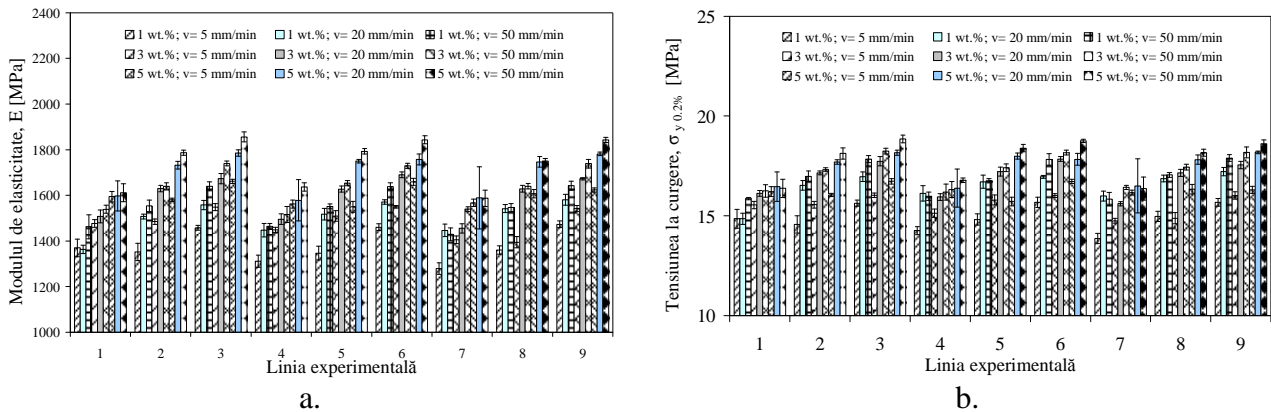 2400
2200
2000
1800
1600
1400
1200
1000
Modulul de elasticitate, E [MPa]
1 wt.%; v= 5 mm/min 1 wt.%; v= 20 mm/min 1 wt.%; v= 50 mm/min
3 wt.%; v= 5 mm/min 3 wt.%; v= 20 mm/min 3 wt.%; v= 50 mm/min
5 wt.%; v= 5 mm/min 5 wt.%; v= 20 mm/min 5 wt.%; v= 50 mm/min
1 2 3 4 5 6 7 8 9
Linia experimentală
a.
25
20
15
10
Tensiunea la curgere, σ y 0.2% [MPa]
1 wt.%; v= 5 mm/min 1 wt.%; v= 20 mm/min 1 wt.%; v= 50 mm/min
3 wt.%; v= 5 mm/min 3 wt.%; v= 20 mm/min 3 wt.%; v= 50 mm/min
5 wt.%; v= 5 mm/min 5 wt.%; v= 20 mm/min 5 wt.%; v= 50 mm/min
1 2 3 4 5 6 7 8 9
Linia experimentală
b.